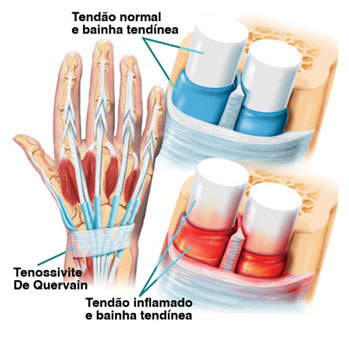 Tendão normal
e bainha tendínea
Tenossivite
De Quervain
Tendão inflamado
e bainha tendínea